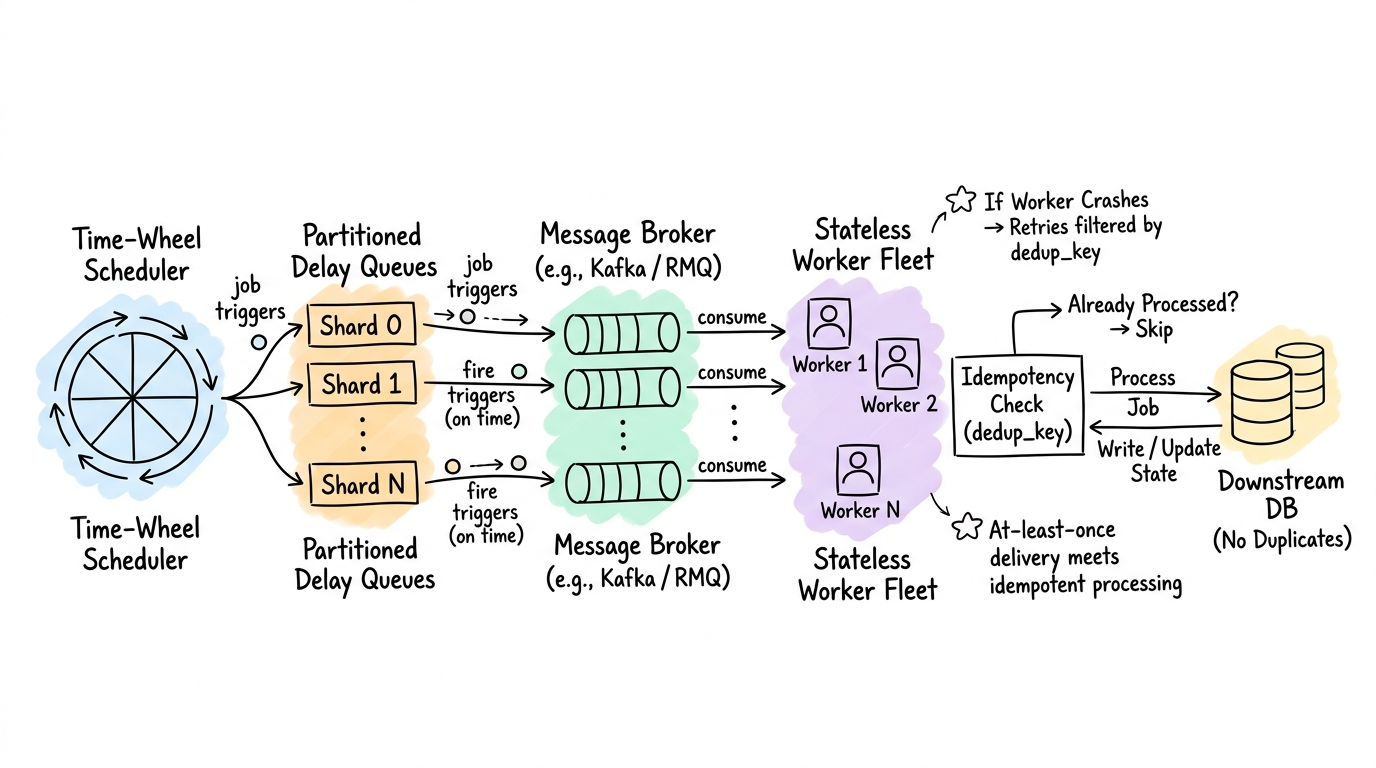 Time-Wheel
Scheduler
job
triggers
Time-Wheel
Scheduler
Partitioned
Delay Queues
Shard 0
Shard 1
Shard N
Partitioned
Delay Queues
job
triggers
fire
triggers
(on time)
fire
triggers
(on time)
Message Broker
(e.g., Kafka / RMQ)
Message Broker
(e.g., Kafka / RMQ)
consume
consume
consume
Stateless
Worker Fleet
Worker 1
Worker 2
Worker N
Stateless
Worker Fleet
If Worker Crashes
→ Retries filtered by
dedup_key
Already Processed?
→ Skip
Idempotency
Check
(dedup_key)
Process
Job
Write / Update
State
At-least-once
delivery meets
idempotent processing
Downstream
DB
(No Duplicates)